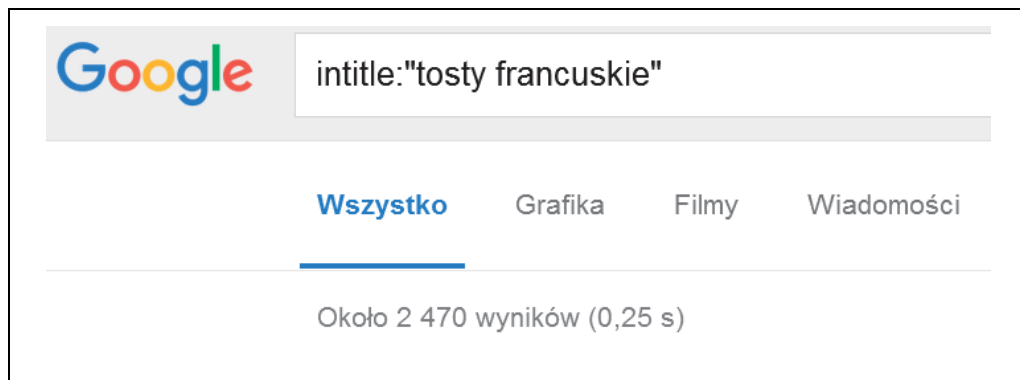 Google intitle:"tosty francuskie"
Wszystko Grafika Filmy Wiadomości
Około 2 470 wyników (0,25 s)